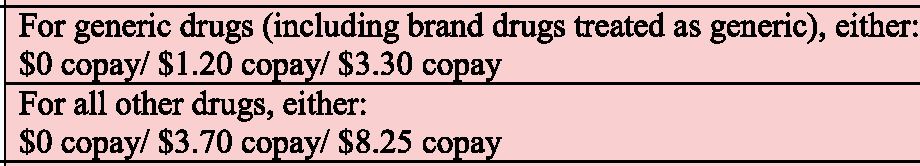 For generic drugs (including brand drugs treated as generic), either:
$0 copay/ $1.20 copay/ $3.30 copay
For all other drugs, either:
$0 copay/ $3.70 copay/ $8.25 copay